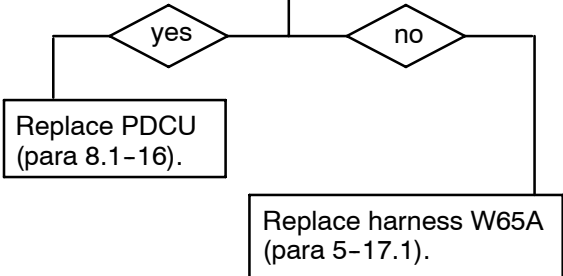 yes
no
Replace PDCU
(para 8.1-16).
Replace harness W65A
(para 5-17.1).